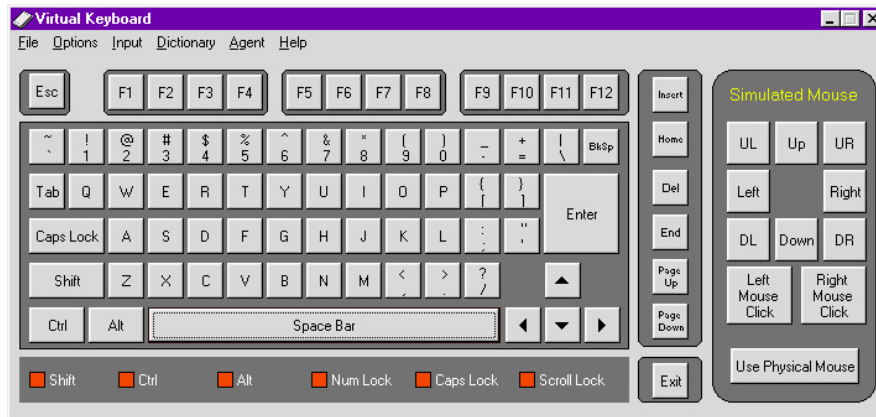 Virtual Keyboard
File Options Input Dictionary Agent Help
Esc F1 F2 F3 F4 F5 F6 F7 F8 F9 F10 F11 F12 Insert
~ ! @ # $ % ^ & * ( ) _ + |
` 1 2 3 4 5 6 7 8 9 0 - = \ BkSp Home
Tab Q W E R T Y U I O P { } Enter Del
[ ]
Caps Lock A S D F G H J K L : " End
; '
Shift Z X C V B N M < > ? Page Up
, . /
Ctrl Alt Space Bar Page Down
Shift Ctrl Alt Num Lock Caps Lock Scroll Lock Exit
Simulated Mouse
UL Up UR
Left Right
DL Down DR
Left Mouse Click Right Mouse Click
Use Physical Mouse